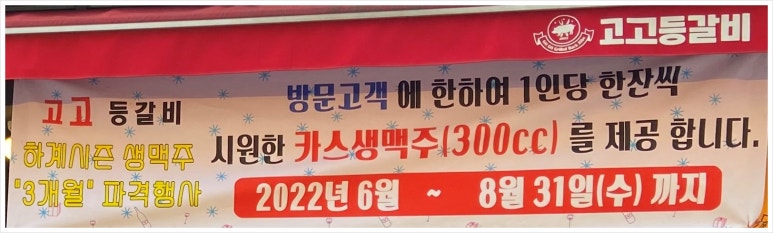 고고등갈비
고고 등갈비
하계시즌 생맥주
"3개월" 파격행사
방문고객 에 한하여 1인당 한잔씩
시원한 카스생맥주(300cc) 를 제공 합니다.
2022년 6월 ~ 8월 31일(수) 까지